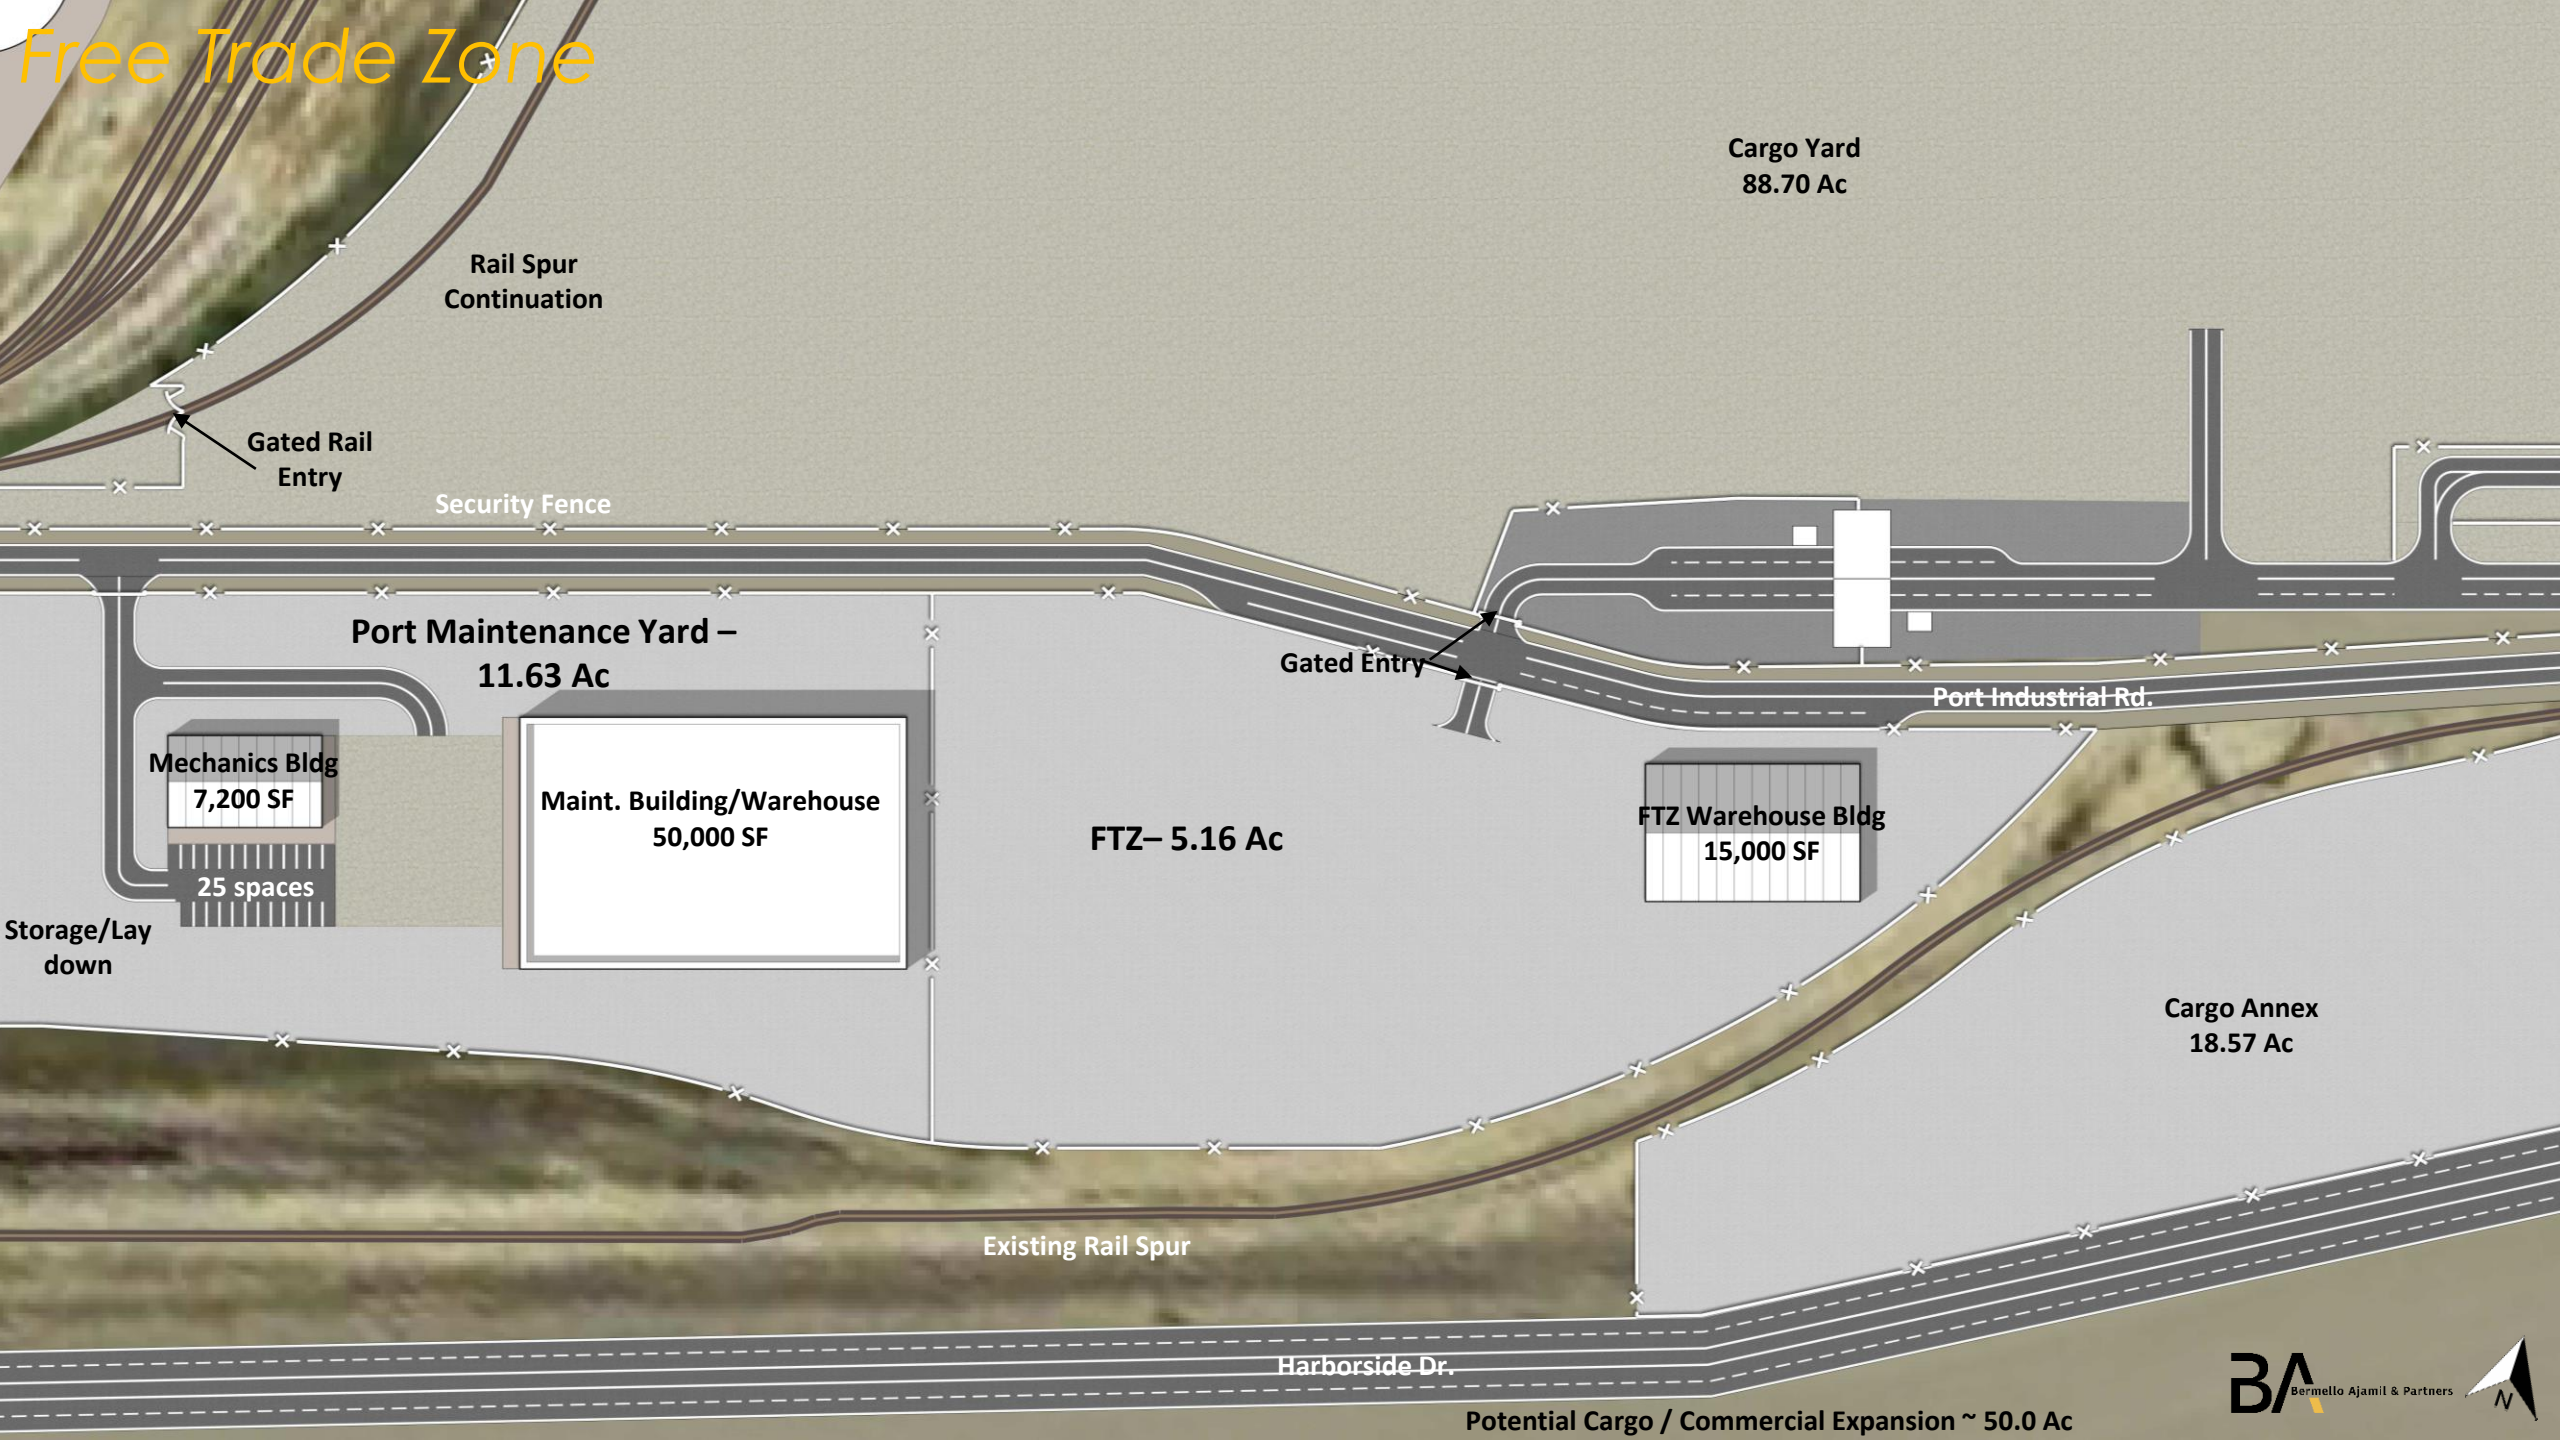 Free Trade Zone
Cargo Yard
88.70 Ac
Rail Spur
Continuation
Gated Rail
Entry
Security Fence
Port Maintenance Yard –
11.63 Ac
Gated Entry
Port Industrial Rd.
Mechanics Bldg
7,200 SF
Maint. Building/Warehouse
50,000 SF
FTZ– 5.16 Ac
FTZ Warehouse Bldg
15,000 SF
25 spaces
Storage/Lay
down
Cargo Annex
18.57 Ac
Existing Rail Spur
Harborside Dr.
BA
Bermello Ajamil & Partners
N
Potential Cargo / Commercial Expansion ~ 50.0 Ac